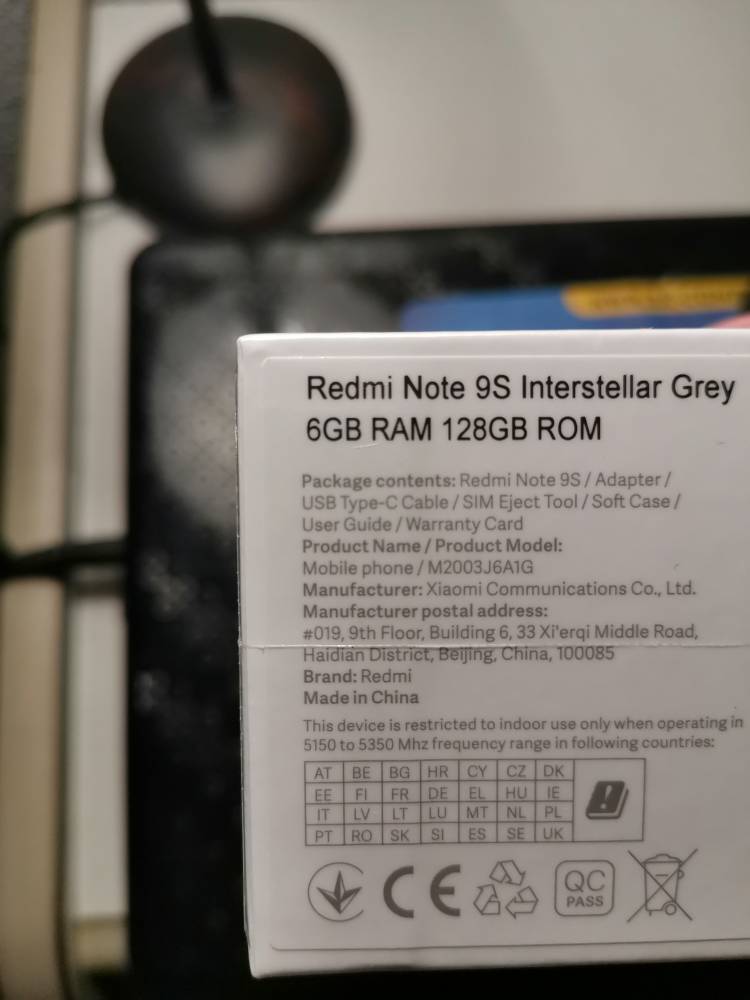 Redmi Note 9S Interstellar Grey
6GB RAM 128GB ROM
Package contents: Redmi Note 9S / Adapter /
USB Type-C Cable / SIM Eject Tool / Soft Case /
User Guide / Warranty Card
Product Name / Product Model:
Mobile phone / M2003J6A1G
Manufacturer: Xiaomi Communications Co., Ltd.
Manufacturer postal address:
#019, 9th Floor, Building 6, 33 Xi'erqi Middle Road,
Haidian District, Beijing, China, 100085
Brand: Redmi
Made in China
This device is restricted to indoor use only when operating in
5150 to 5350 Mhz frequency range in following countries:
AT BE BG HR CY CZ DK
EE FI FR DE EL HU IE
IT LV LT LU MT NL PL
PT RO SK SI ES SE UK
CE QC
PASS